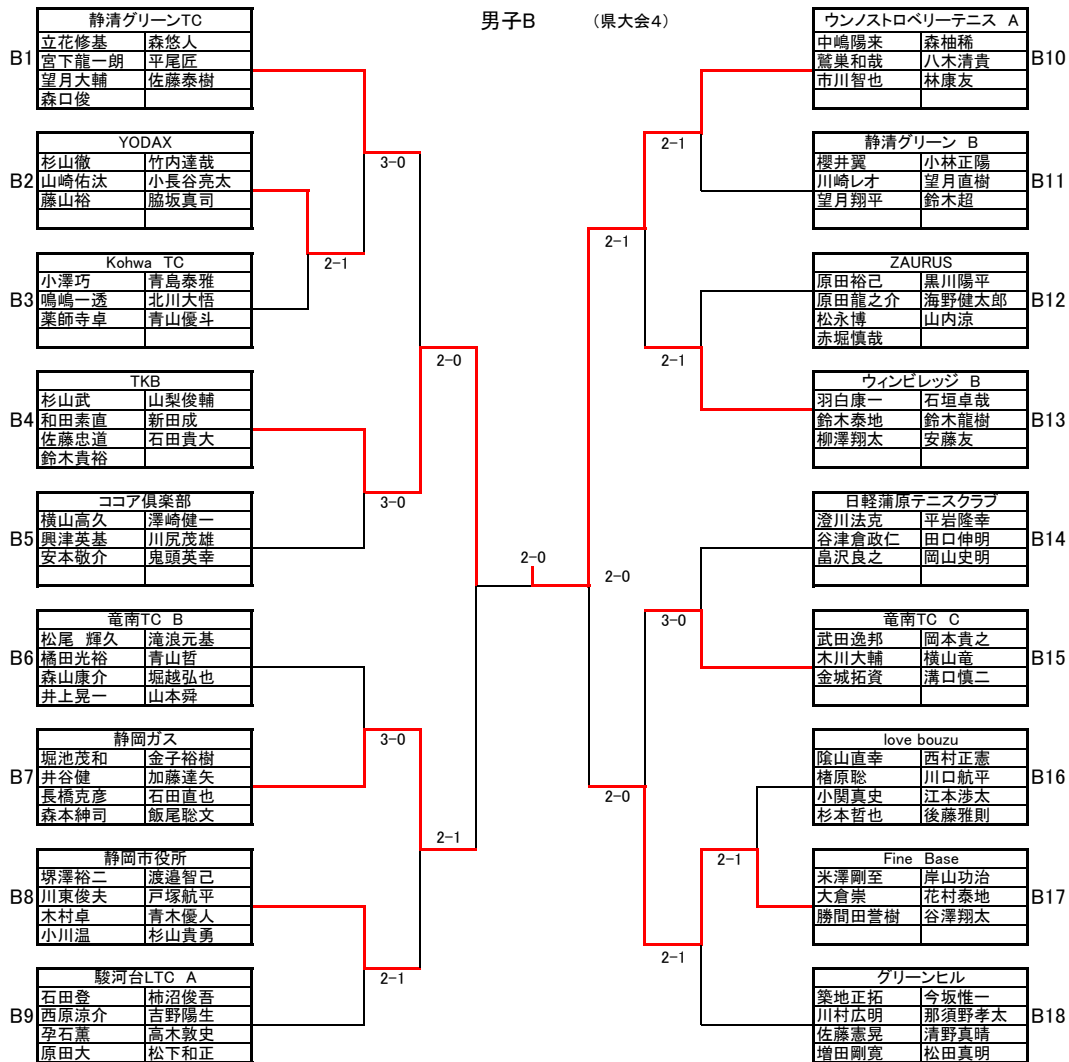 男子B　（県大会4）
B1
静清グリーンTC
立花修基　森悠人
宮下龍一朗　平尾匠
望月大輔　佐藤泰樹
森口俊
B2
YODAX
杉山徹　竹内達哉
山崎佑汰　小長谷亮太
藤山裕　脇坂真司
B3
Kohwa TC
小澤巧　青島泰雅
鳴嶋一透　北川大悟
薬師寺卓　青山優斗
B4
TKB
杉山武　山梨俊輔
和田素直　新田成
佐藤忠道　石田貴大
鈴木貴裕
B5
ココア倶楽部
横山高久　澤崎健一
興津英基　川尻茂雄
安本敬介　鬼頭英幸
B6
竜南TC B
松尾 輝久　滝浪元基
橘田光裕　青山哲
森山康介　堀越弘也
井上晃一　山本舜
B7
静岡ガス
堀池茂和　金子裕樹
井谷健　加藤達矢
長橋克彦　石田直也
森本紳司　飯尾聡文
B8
静岡市役所
堺澤裕二　渡邉智己
川東俊夫　戸塚航平
木村卓　青木優人
小川温　杉山貴勇
B9
駿河台LTC A
石田登　柿沼俊吾
西原涼介　吉野陽生
孕石薫　高木敦史
原田大　松下和正
3-0
2-1
2-0
3-0
3-0
2-1
2-1
2-0
2-0
2-1
2-1
2-1
3-0
2-0
2-1
2-1
ウンノストロベリーテニス A
中嶋陽来　森柚稀
鷲巣和哉　八木清貴
市川智也　林康友
B10
静清グリーン B
櫻井翼　小林正陽
川崎レオ　望月直樹
望月翔平　鈴木超
B11
ZAURUS
原田裕己　黒川陽平
原田龍之介　海野健太郎
松永博　山内涼
赤堀慎哉
B12
ウィンビレッジ B
羽白康一　石垣卓哉
鈴木泰地　鈴木龍樹
柳澤翔太　安藤友
B13
日軽蒲原テニスクラブ
澄川法克　平岩隆幸
谷津倉政仁　田口伸明
畠沢良之　岡山史明
B14
竜南TC C
武田逸邦　岡本貴之
木川大輔　横山竜
金城拓資　溝口慎二
B15
love bouzu
陰山直幸　西村正憲
楮原聡　川口航平
小関真史　江本渉太
杉本哲也　後藤雅則
B16
Fine Base
米澤剛至　岸山功治
大倉崇　花村泰地
勝間田誉樹　谷澤翔太
B17
グリーンヒル
築地正拓　今坂惟一
川村広明　那須野孝太
佐藤憲晃　清野真晴
増田剛寛　松田真明
B18